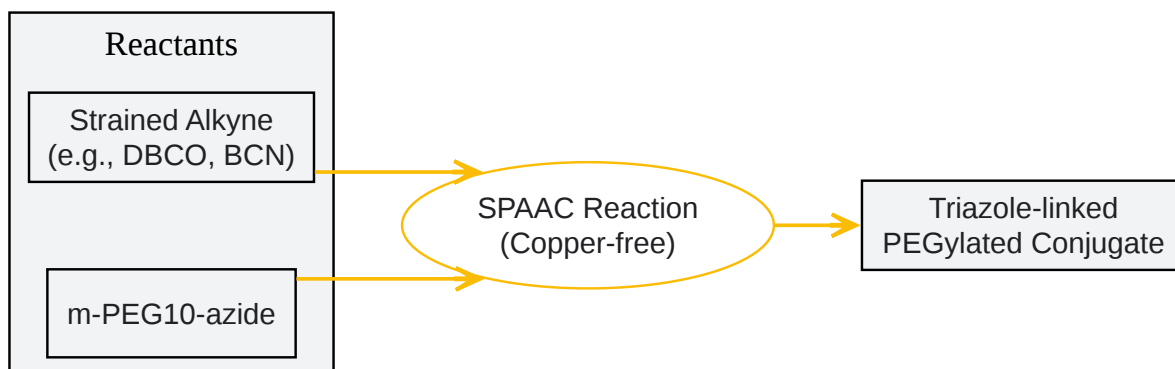 Reactants
Strained Alkyne
(e.g., DBCO, BCN)
m-PEG10-azide
SPAAC Reaction
(Copper-free)
Triazole-linked
PEGylated Conjugate